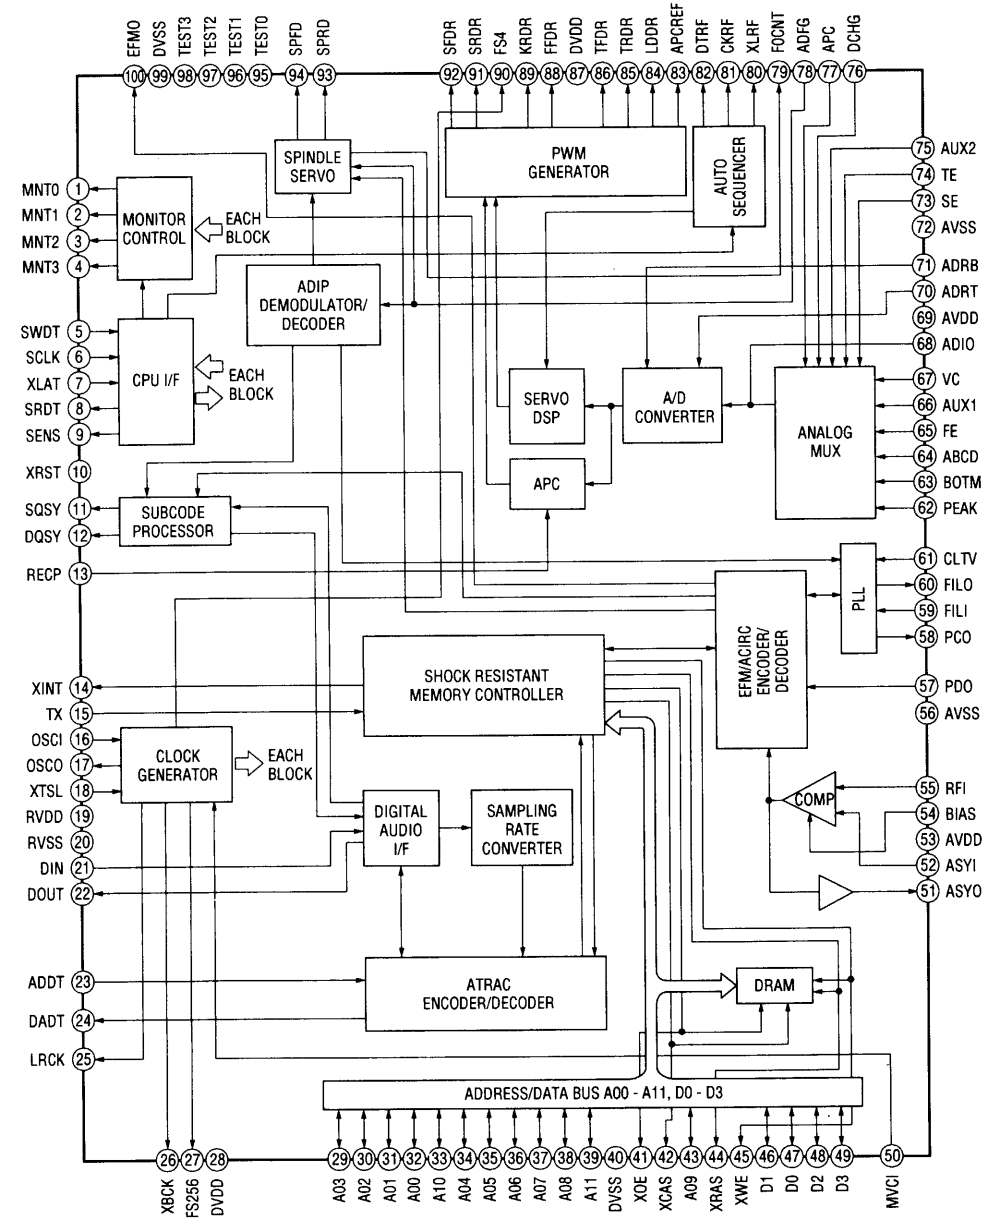 EFMO
DVSS
TEST3
TEST2
TEST1
TEST0
SPFD
SPRD
SFDR
SRDR
FS4
KRDR
FFDR
DVDD
TFDR
TRDR
LDDR
APCREF
DTRF
CKRF
XLRF
F0CNT
ADFG
APC
DCHG
100
99
98
97
96
95
94
93
92
91
90
89
88
87
86
85
84
83
82
81
80
79
78
77
76
MNT0 1
MNT1 2
MNT2 3
MNT3 4
SWDT 5
SCLK 6
XLAT 7
SRDT 8
SENS 9
XRST 10
SQSY 11
DQSY 12
RECP 13
XINT 14
TX 15
OSCI 16
OSCO 17
XTSL 18
RVDD 19
RVSS 20
DIN 21
DOUT 22
ADDT 23
DADT 24
LRCK 25
MONITOR
CONTROL
EACH
BLOCK
SPINDLE
SERVO
PWM
GENERATOR
AUTO
SEQUENCER
ADIP
DEMODULATOR/
DECODER
CPU I/F
EACH
BLOCK
SERVO
DSP
A/D
CONVERTER
ANALOG
MUX
APC
SUBCODE
PROCESSOR
PLL
EFM/ACIRC
ENCODER/
DECODER
SHOCK RESISTANT
MEMORY CONTROLLER
CLOCK
GENERATOR
EACH
BLOCK
COMP
DIGITAL
AUDIO
I/F
SAMPLING
RATE
CONVERTER
ATRAC
ENCODER/DECODER
DRAM
ADDRESS/DATA BUS A00 - A11, D0 - D3
75 AUX2
74 TE
73 SE
72 AVSS
71 ADRB
70 ADRT
69 AVDD
68 ADIO
67 VC
66 AUX1
65 FE
64 ABCD
63 BOTM
62 PEAK
61 CLTV
60 FILO
59 FILI
58 PCO
57 PDO
56 AVSS
55 RFI
54 BIAS
53 AVDD
52 ASYI
51 ASYO
26
27
28
29
30
31
32
33
34
35
36
37
38
39
40
41
42
43
44
45
46
47
48
49
50
XBCK
FS256
DVDD
A03
A02
A01
A00
A10
A04
A05
A06
A07
A08
A11
DVSS
XOE
XCAS
A09
XRAS
XWE
D1
D0
D2
D3
MVCI